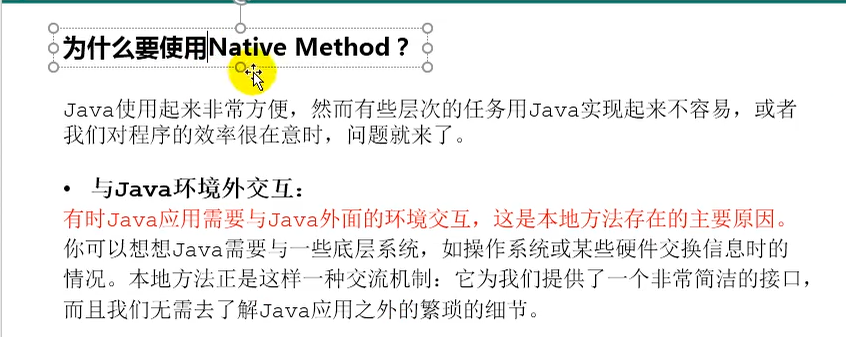 为什么要使用Native Method？
Java使用起来非常方便，然而有些层次的任务用Java实现起来不容易，或者
我们对程序的效率很在意时，问题就来了。
• 与Java环境外交互：
有时Java应用需要与Java外面的环境交互，这是本地方法存在的主要原因。
你可以想想Java需要与一些底层系统，如操作系统或某些硬件交换信息时的
情况。本地方法正是这样一种交流机制：它为我们提供了一个非常简洁的接口，
而且我们无需去了解Java应用之外的繁琐的细节。